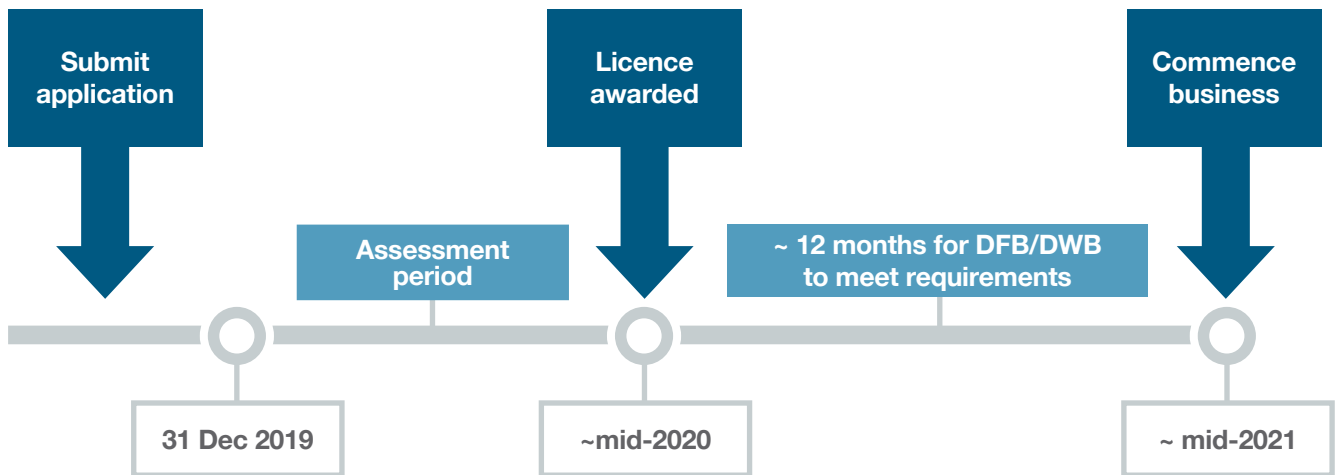 Submit
application
Licence
awarded
Commence
business
Assessment
period
~ 12 months for DFB/DWB
to meet requirements
31 Dec 2019
~mid-2020
~ mid-2021